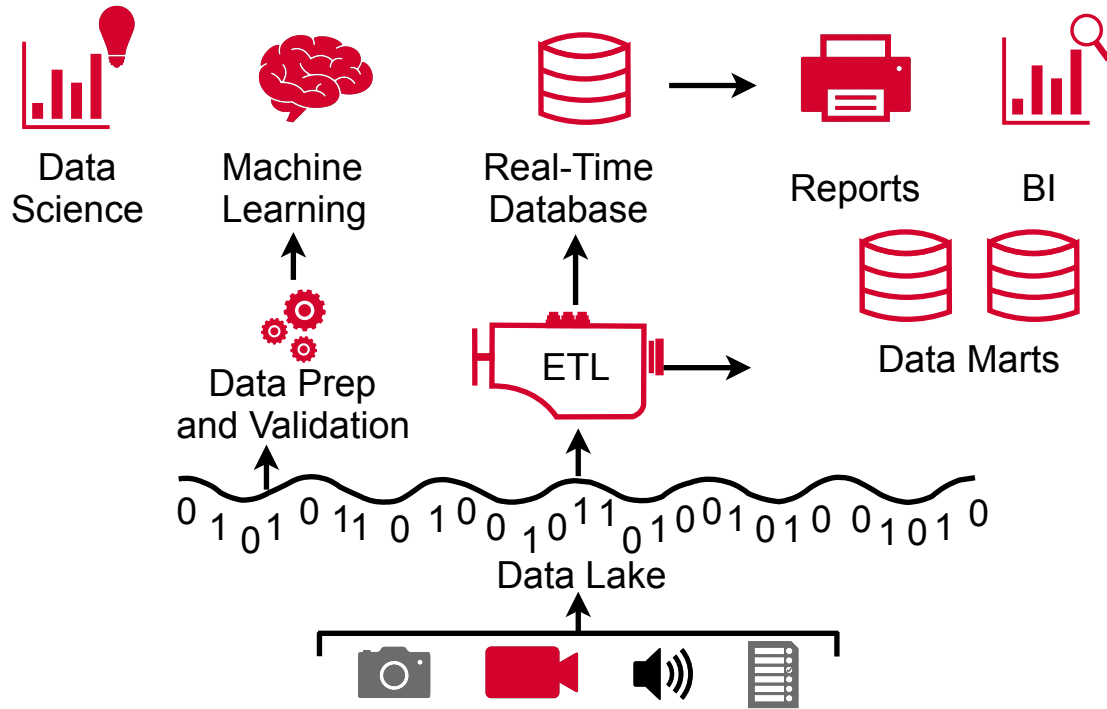 Data
Science
Machine
Learning
Real-Time
Database
Reports
BI
Data Marts
ETL
Data Prep
and Validation
0 1 0 1 0 1 1 0 1 0 0 1 0 1 1 0 1 0 0 1 0 1 0 0 1 0 1 0
Data Lake